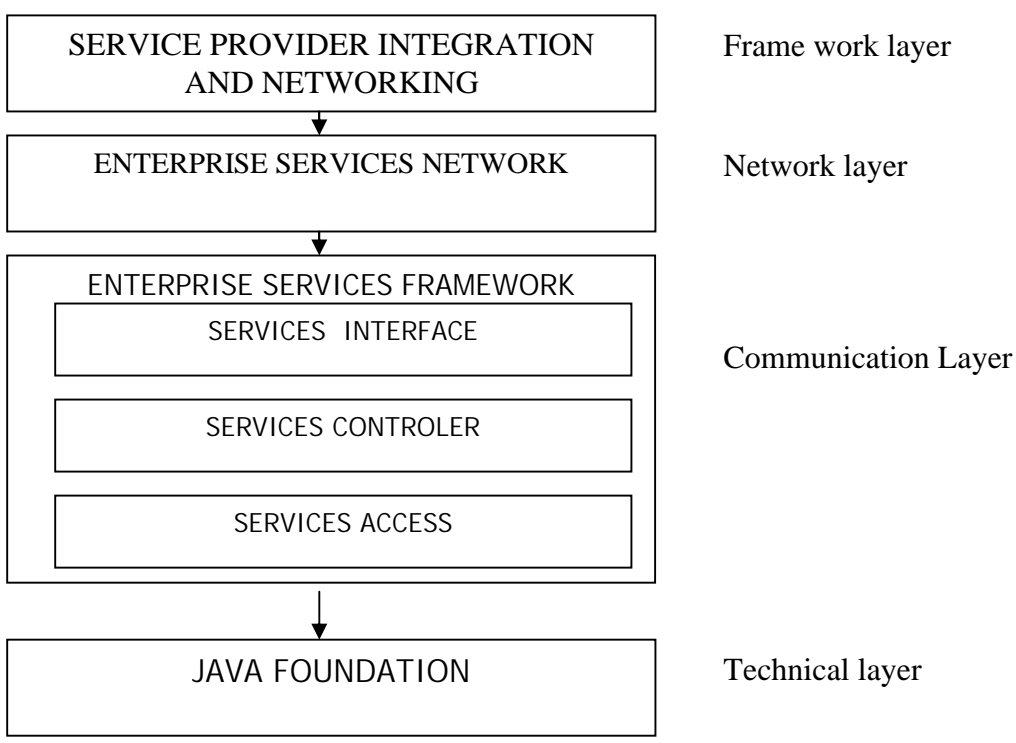 SERVICE PROVIDER INTEGRATION
AND NETWORKING
Frame work layer
ENTERPRISE SERVICES NETWORK
Network layer
ENTERPRISE SERVICES FRAMEWORK
SERVICES INTERFACE
Communication Layer
SERVICES CONTROLER
SERVICES ACCESS
JAVA FOUNDATION
Technical layer